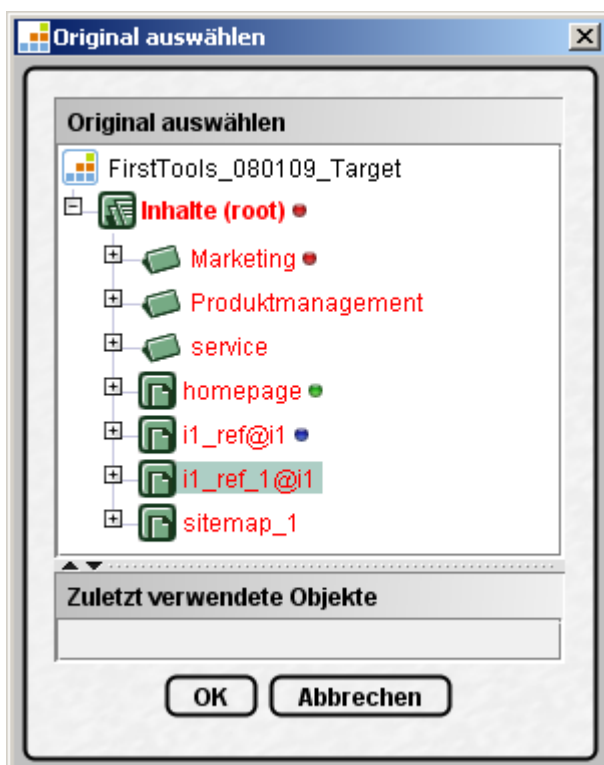 Original auswählen
Original auswählen
FirstTools_080109_Target
Inhalte (root)
Marketing
Produktmanagement
service
homepage
i1_ref@i1
i1_ref_1@i1
sitemap_1
Zuletzt verwendete Objekte
OK Abbrechen